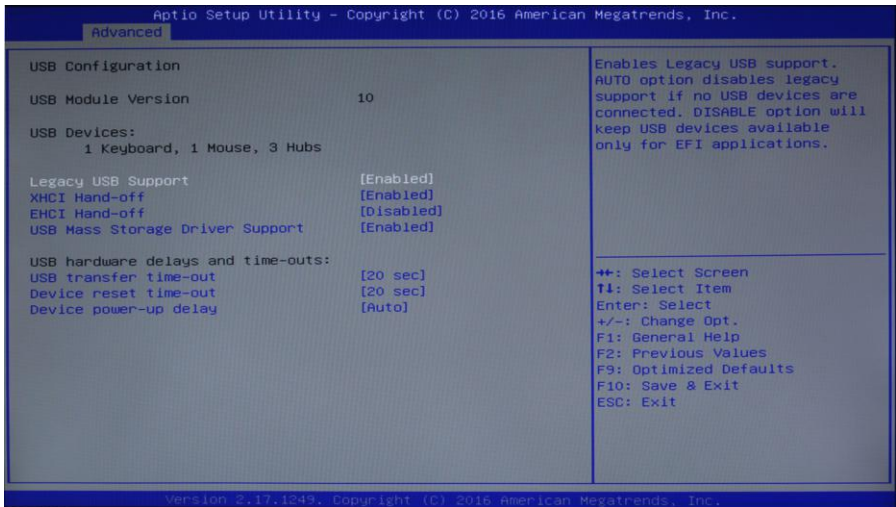 Aptio Setup Utility – Copyright (C) 2016 American Megatrends, Inc.
Advanced
USB Configuration
USB Module Version 10
USB Devices:
1 Keyboard, 1 Mouse, 3 Hubs
Legacy USB Support [Enabled]
XHCI Hand-off [Enabled]
EHCI Hand-off [Disabled]
USB Mass Storage Driver Support [Enabled]
USB hardware delays and time-outs:
USB transfer time-out [20 sec]
Device reset time-out [20 sec]
Device power-up delay [Auto]
Enables Legacy USB support.
AUTO option disables legacy
support if no USB devices are
connected. DISABLE option will
keep USB devices available
only for EFI applications.
→←: Select Screen
↑↓: Select Item
Enter: Select
+/-: Change Opt.
F1: General Help
F2: Previous Values
F9: Optimized Defaults
F10: Save & Exit
ESC: Exit
Version 2.17.1249. Copyright (C) 2016 American Megatrends, Inc.